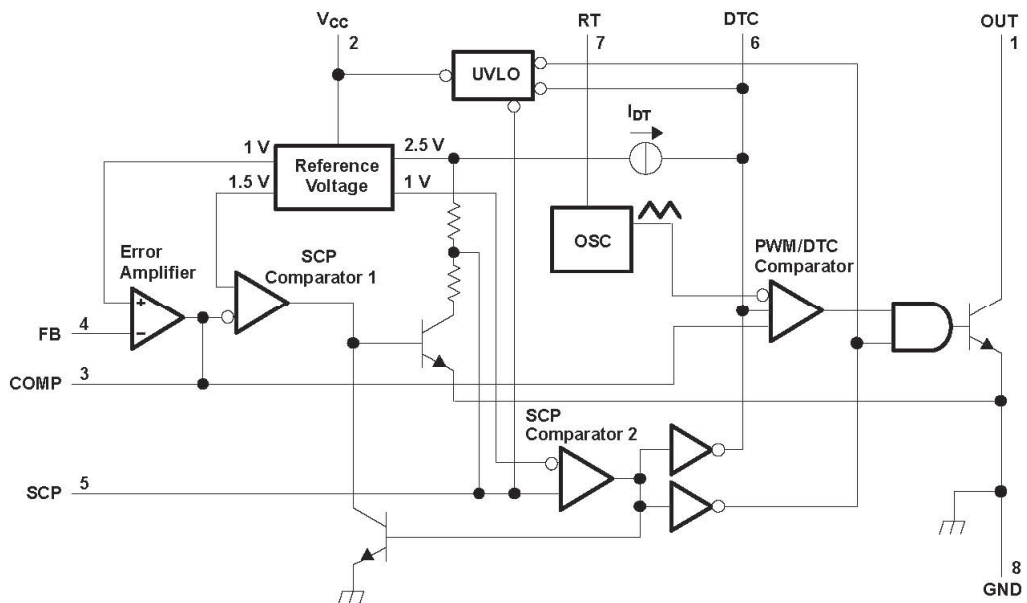 VCC
2
RT
7
DTC
6
OUT
1
UVLO
IDT
1 V
2.5 V
Reference
Voltage
1.5 V
1 V
OSC
PWM/DTC
Comparator
Error
Amplifier
SCP
Comparator 1
+
−
FB
4
COMP
3
SCP
Comparator 2
SCP
5
8
GND